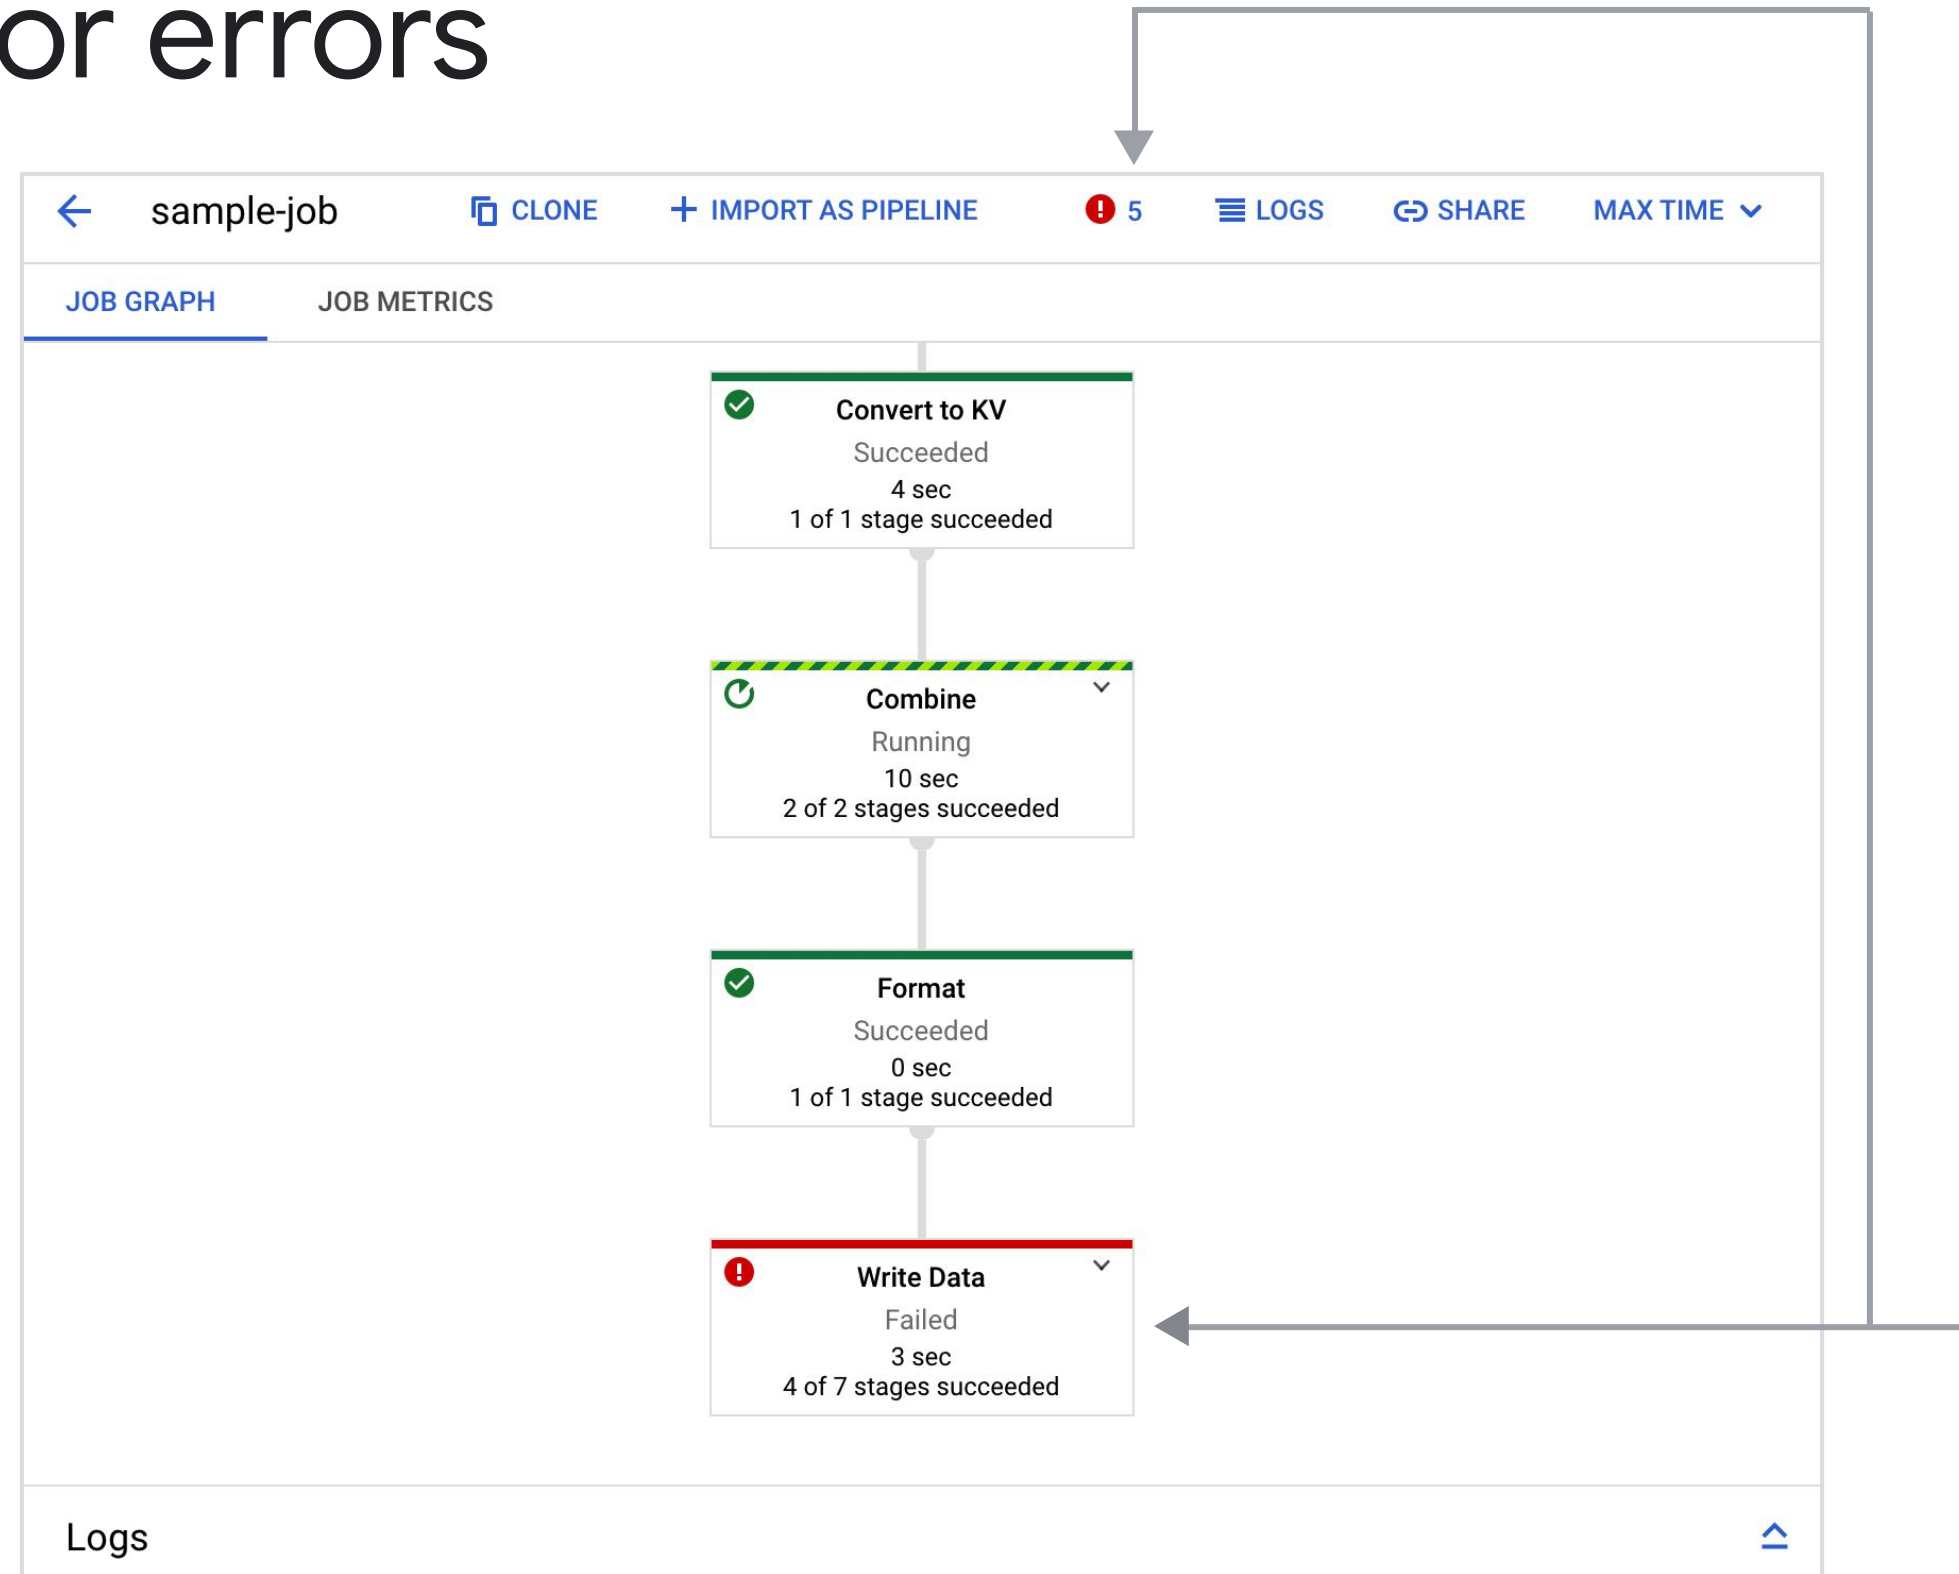 or errors
sample-job CLONE IMPORT AS PIPELINE 5 LOGS SHARE MAX TIME
JOB GRAPH JOB METRICS
Convert to KV
Succeeded
4 sec
1 of 1 stage succeeded
Combine
Running
10 sec
2 of 2 stages succeeded
Format
Succeeded
0 sec
1 of 1 stage succeeded
Write Data
Failed
3 sec
4 of 7 stages succeeded
Logs